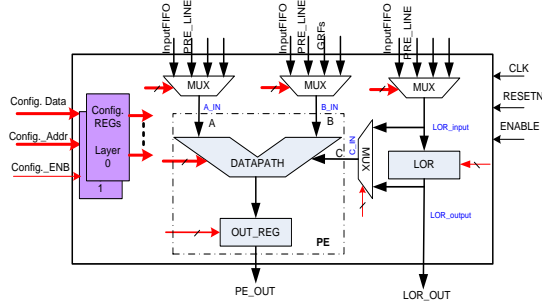 InputFIFO
PRE_LINE
InputFIFO
PRE_LINE
GRFs
InputFIFO
PRE_LINE
MUX
MUX
MUX
CLK
RESETN
ENABLE
Config. Data
Config._Addr
Config._ENB
Config.
REGs
Layer
0
1
A_IN
B_IN
A
B
C
C_IN
MUX
LOR_input
DATAPATH
LOR
LOR_output
OUT_REG
PE
PE_OUT
LOR_OUT